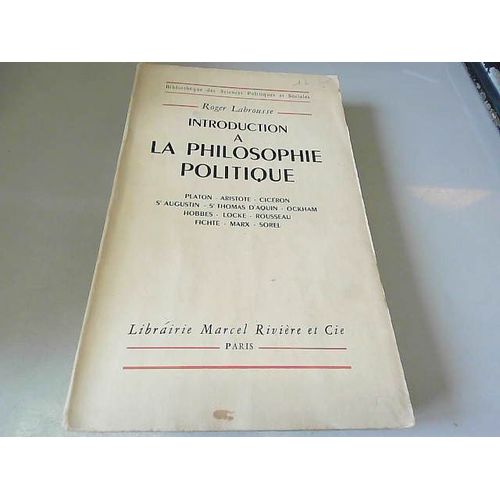 Bibliothèque des Sciences Politiques et Sociales
Roger Labrousse
INTRODUCTION
A
LA PHILOSOPHIE
POLITIQUE
PLATON - ARISTOTE - CICÉRON
St AUGUSTIN - St THOMAS D'AQUIN - OCKHAM
HOBBES - LOCKE - ROUSSEAU
FICHTE - MARX - SOREL
Librairie Marcel Rivière et Cie
PARIS